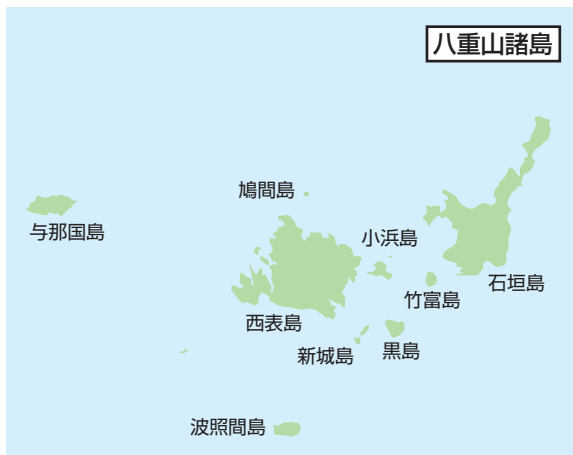 八重山諸島
鳩間島
与那国島
小浜島
石垣島
竹富島
西表島
新城島
黒島
波照間島